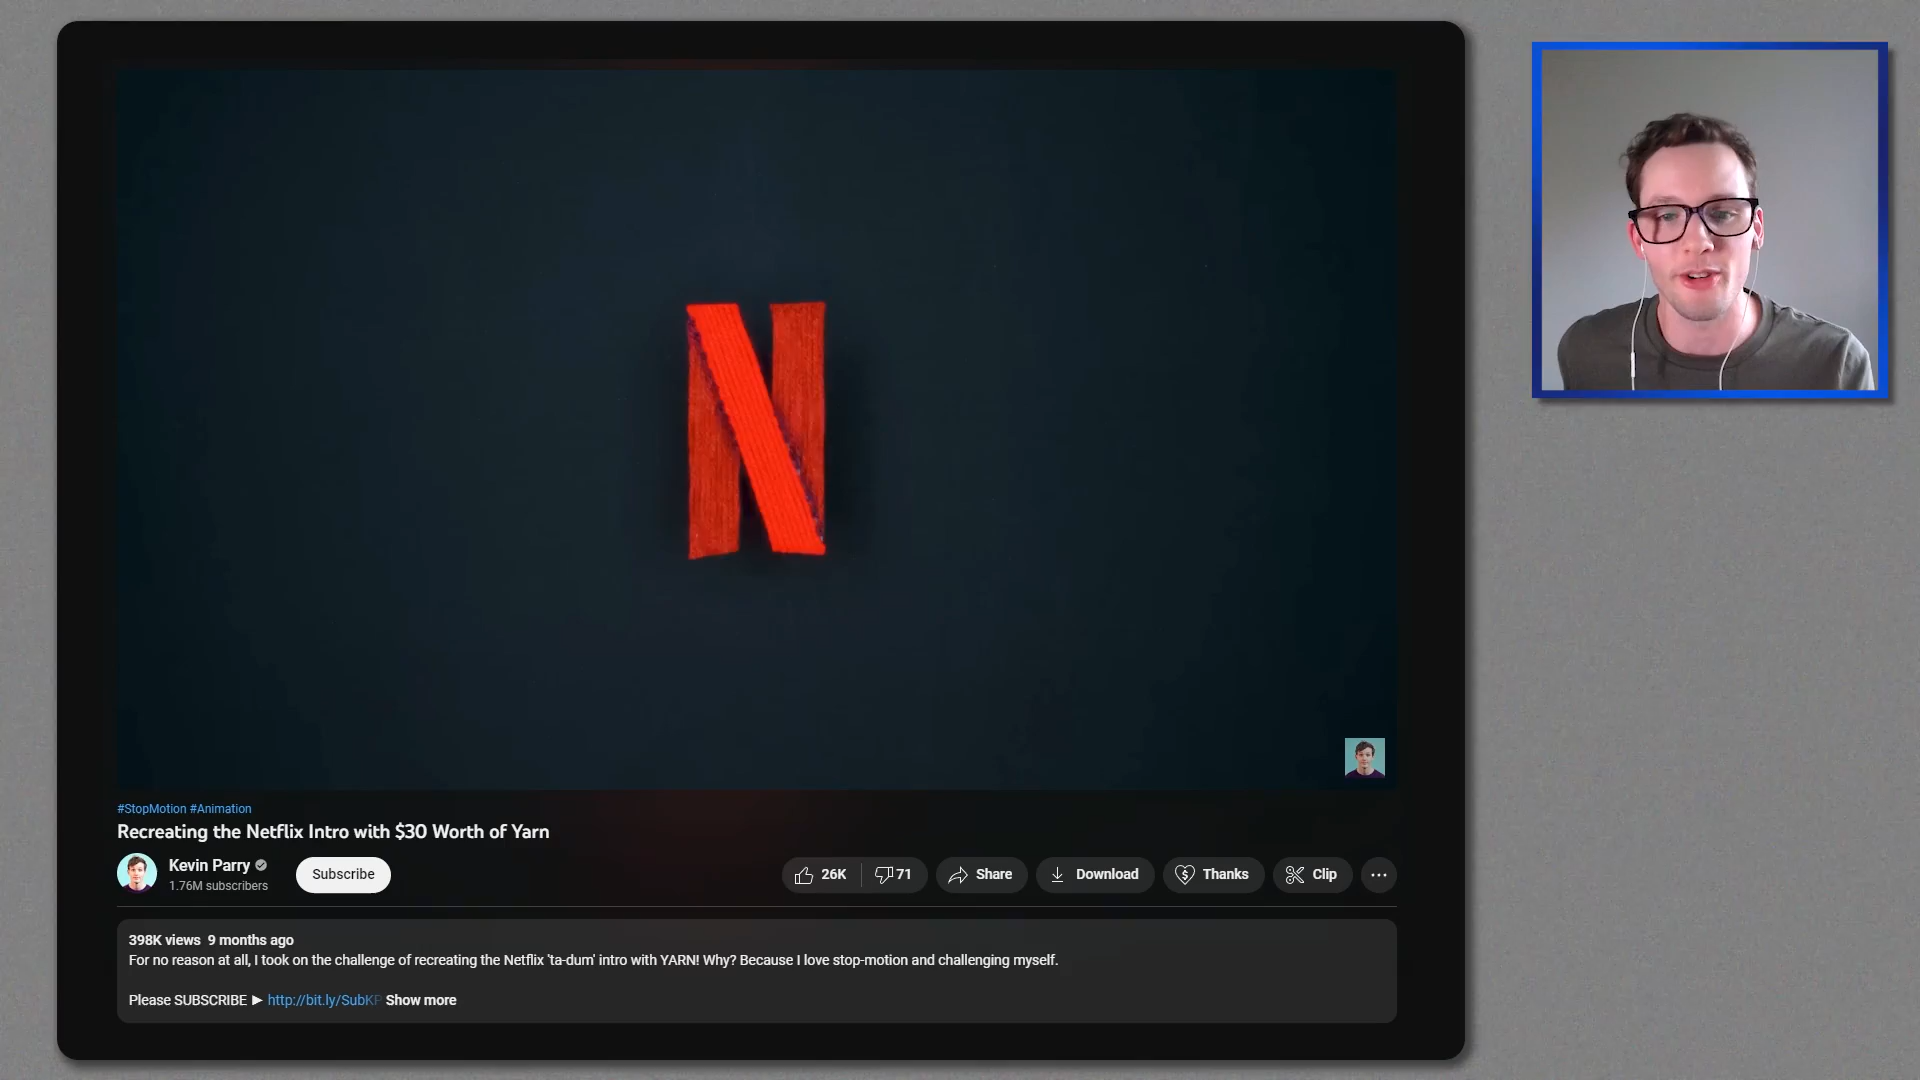 N
#StopMotion #Animation
Recreating the Netflix Intro with $30 Worth of Yarn
Kevin Parry
1.76M subscribers
Subscribe
26K
71
Share
Download
Thanks
Clip
398K views 9 months ago
For no reason at all, I took on the challenge of recreating the Netflix 'ta-dum' intro with YARN! Why? Because I love stop-motion and challenging myself.
Please SUBSCRIBE ► http://bit.ly/SubKP Show more